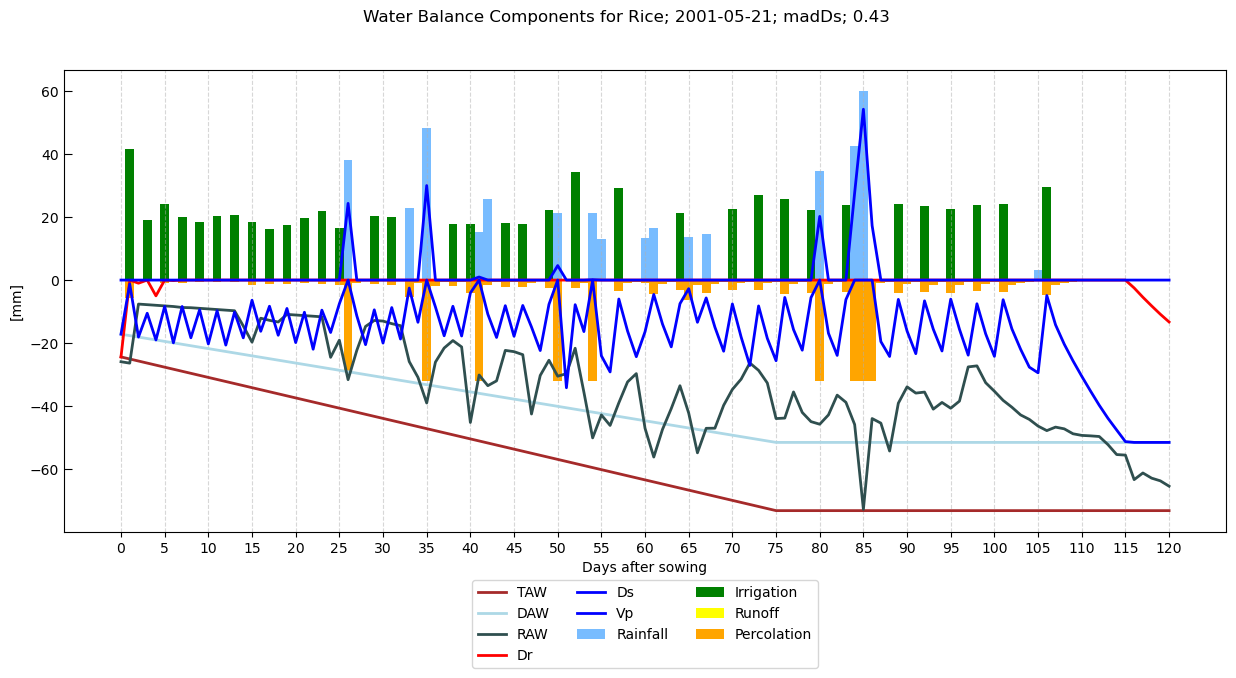 Water Balance Components for Rice; 2001-05-21; madDs; 0.43
60
40
20
0
−20
−40
−60
[mm]
0 5 10 15 20 25 30 35 40 45 50 55 60 65 70 75 80 85 90 95 100 105 110 115 120
Days after sowing
TAW Ds Irrigation
DAW Vp Runoff
RAW Rainfall Percolation
Dr